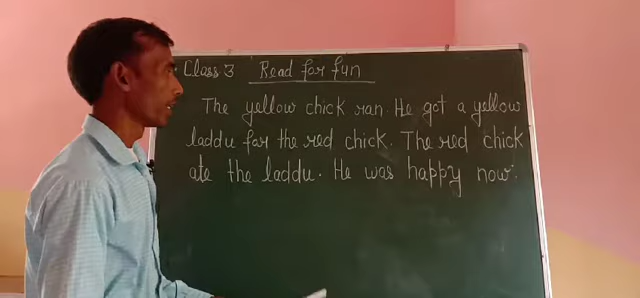 Class 3 Read for fun
The yellow chick ran. He got a yellow
laddu for the red chick. The red chick
ate the laddu. He was happy now.